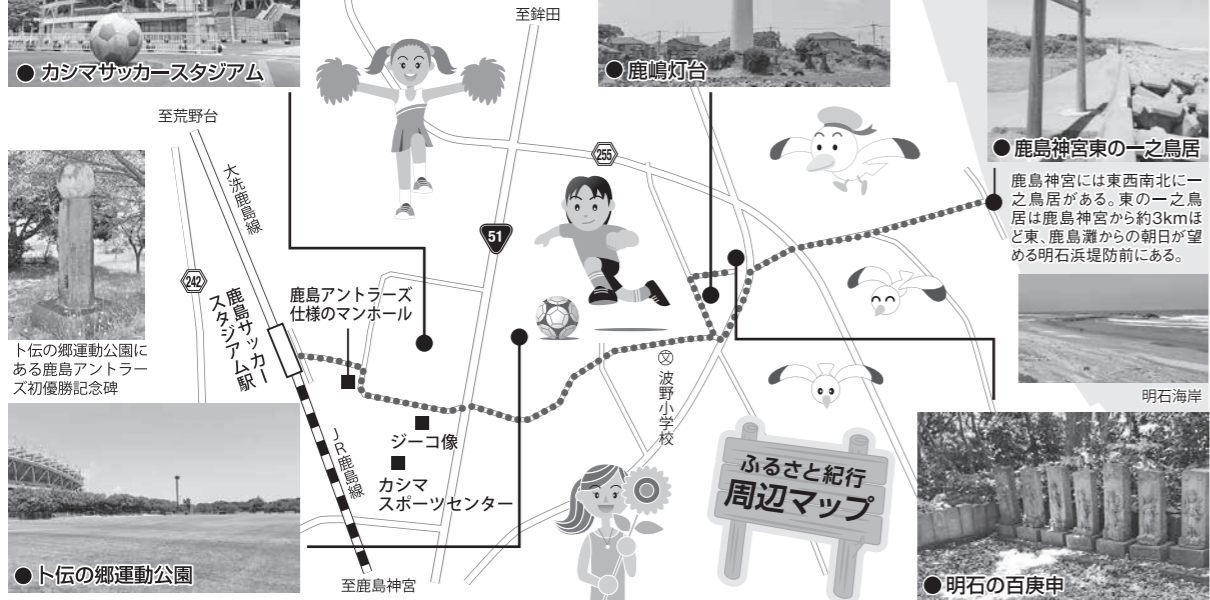 ● カシマサッカースタジアム
至荒野台
大洗鹿島線
242
卜伝の郷運動公園に
ある鹿島アントラー
ズ初優勝記念碑
鹿島サッカー
スタジアム駅
鹿島アントラーズ
仕様のマンホール
ジーコ像
カシマ
スポーツセンター
JR鹿島線
至鹿島神宮
● 卜伝の郷運動公園
至鉾田
51
255
● 鹿嶋灯台
文 波野小学校
ふるさと紀行
周辺マップ
● 鹿島神宮東の一之鳥居
鹿島神宮には東西南北に一
之鳥居がある。東の一之鳥
居は鹿島神宮から約3kmほ
ど東、鹿島灘からの朝日が望
める明石浜堤防前にある。
明石海岸
● 明石の百庚申